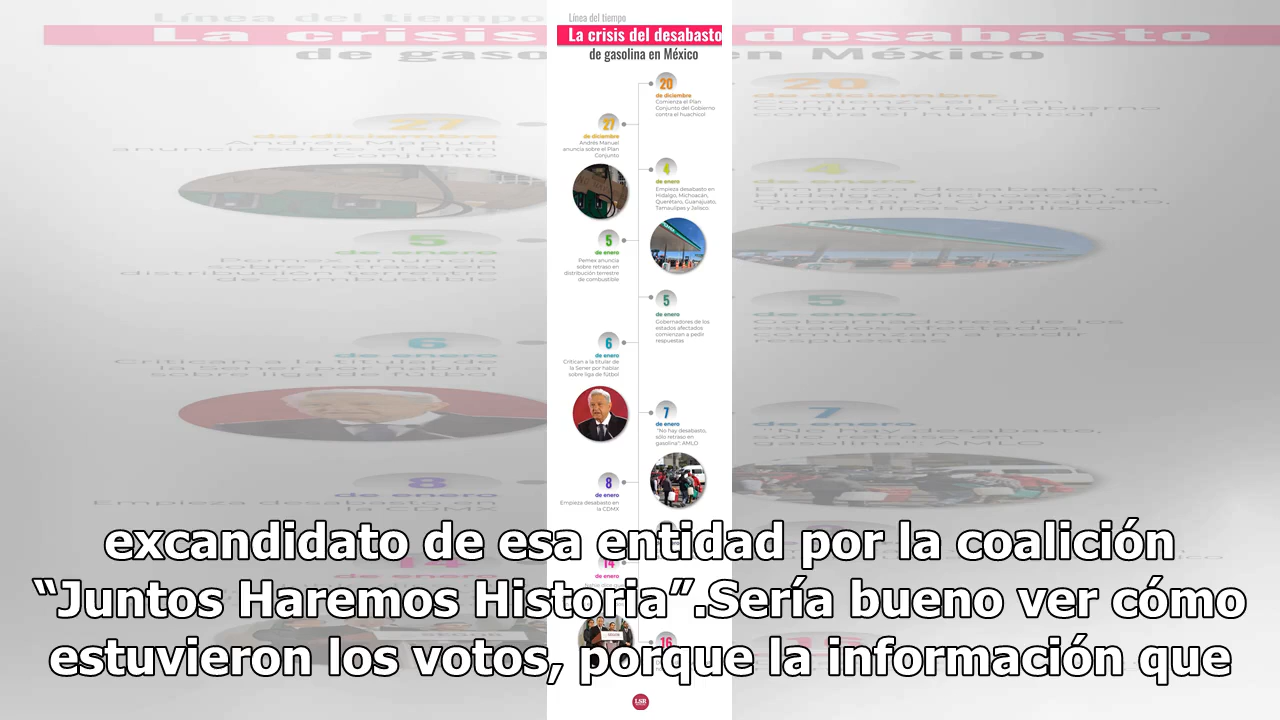 Línea del tiempo
La crisis del desabasto
de gasolina en México
20
de diciembre
Comienza el Plan
Conjunto del Gobierno
contra el huachicol
27
de diciembre
Andrés Manuel
anuncia sobre el Plan
Conjunto
4
de enero
Empieza desabasto en
Hidalgo, Michoacán,
Querétaro, Guanajuato,
Tamaulipas y Jalisco.
5
de enero
Pemex anuncia
sobre retraso en
distribución terrestre
de combustible
5
de enero
Gobernadores de los
estados afectados
comienzan a pedir
respuestas
6
de enero
Critican a la titular de
la Sener por hablar
sobre liga de fútbol
7
de enero
"No hay desabasto,
sólo retraso en
gasolina": AMLO
8
de enero
Empieza desabasto en
la CDMX
14
de enero
16
excandidato de esa entidad por la coalición
“Juntos Haremos Historia”.Sería bueno ver cómo
estuvieron los votos, porque la información que
LSR